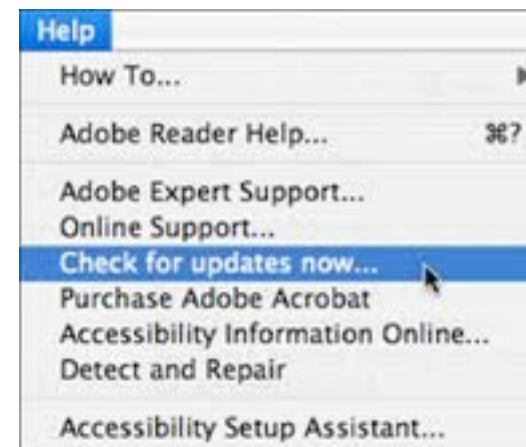 Help
How To...
Adobe Reader Help... ⌘?
Adobe Expert Support...
Online Support...
Check for updates now...
Purchase Adobe Acrobat
Accessibility Information Online...
Detect and Repair
Accessibility Setup Assistant...